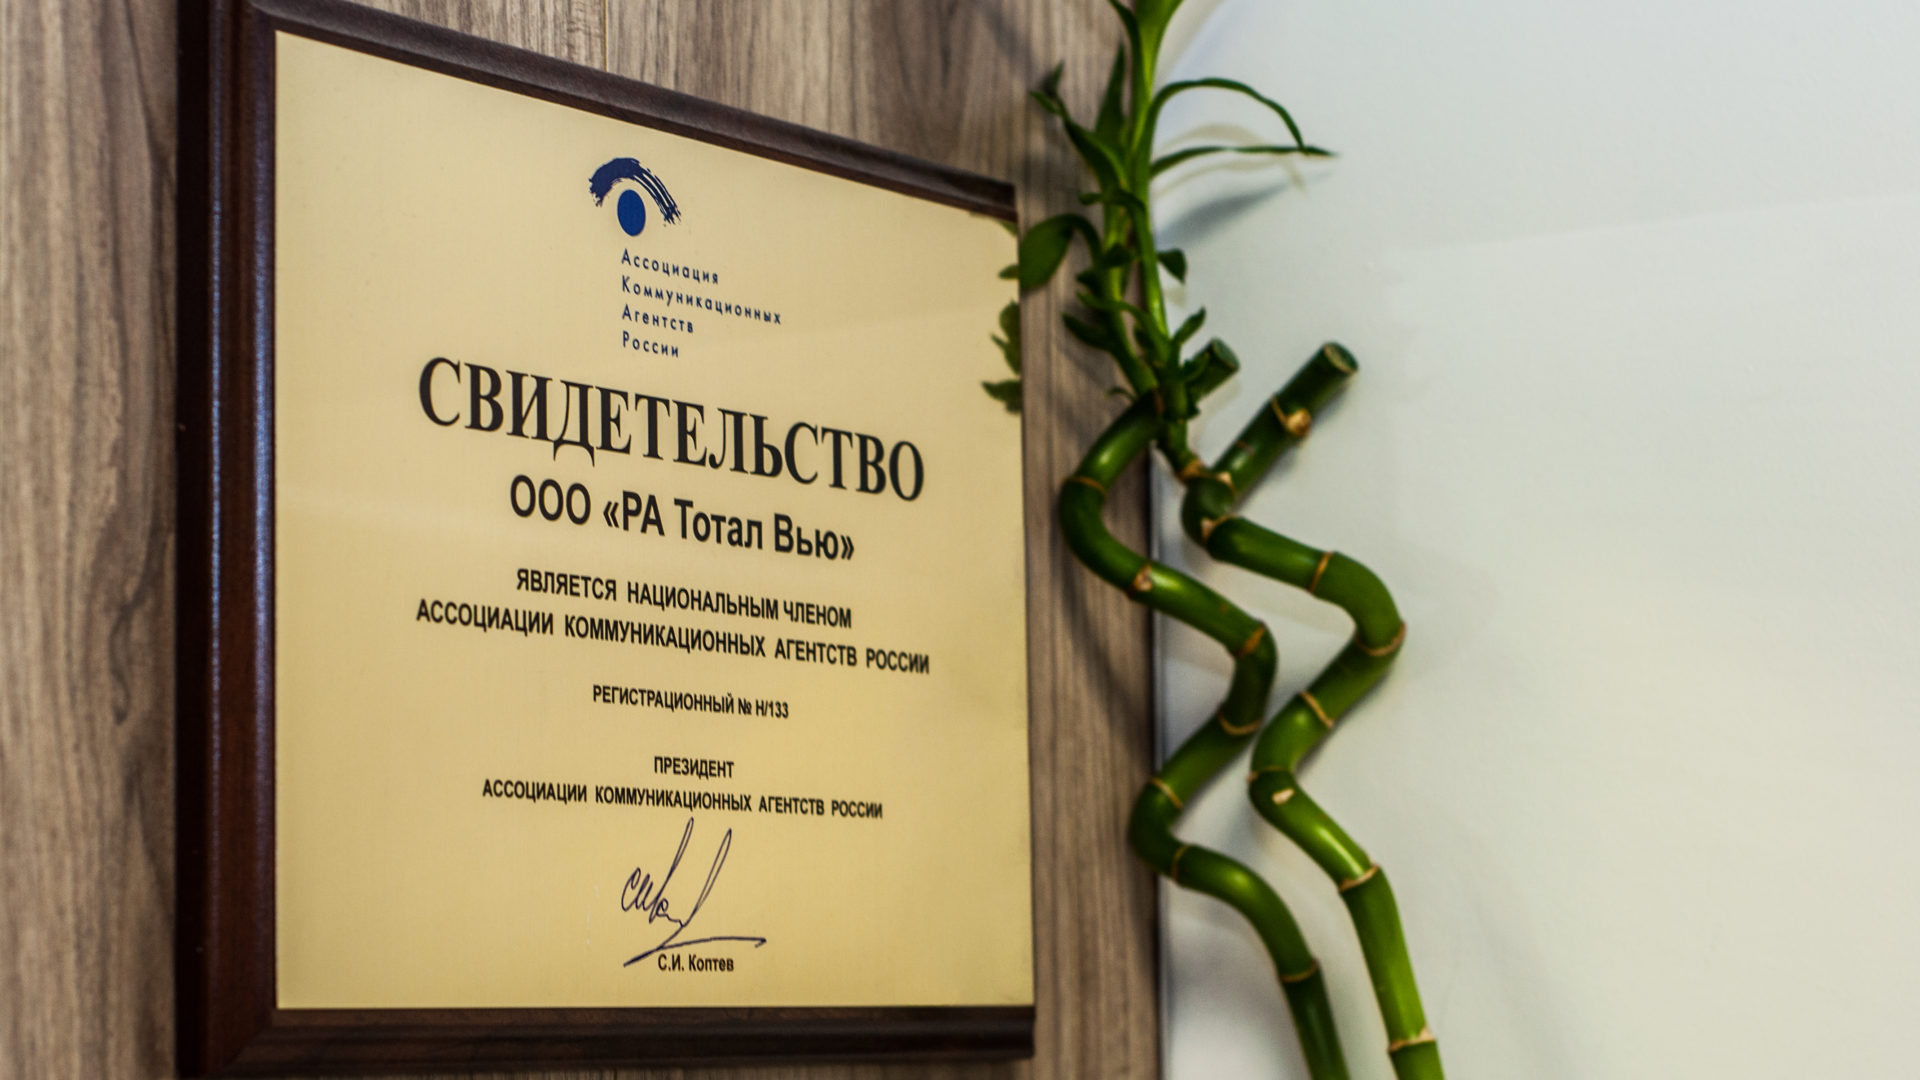 Ассоциация
Коммуникационных
Агентств
России
СВИДЕТЕЛЬСТВО
ООО «РА Тотал Вью»
ЯВЛЯЕТСЯ НАЦИОНАЛЬНЫМ ЧЛЕНОМ
АССОЦИАЦИИ КОММУНИКАЦИОННЫХ АГЕНТСТВ РОССИИ
РЕГИСТРАЦИОННЫЙ № Н/133
ПРЕЗИДЕНТ
АССОЦИАЦИИ КОММУНИКАЦИОННЫХ АГЕНТСТВ РОССИИ
С.И. Коптев